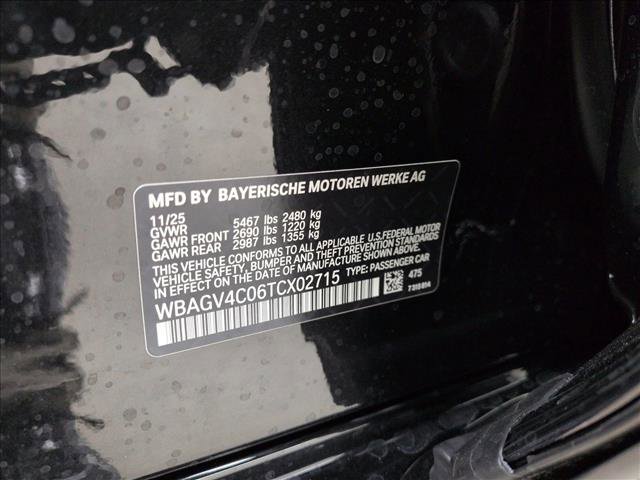 MFD BY BAYERISCHE MOTOREN WERKE AG
11/25
GVWR 5467 lbs 2480 kg
GAWR FRONT 2690 lbs 1220 kg
GAWR REAR 2987 lbs 1355 kg
THIS VEHICLE CONFORMS TO ALL APPLICABLE U.S.FEDERAL MOTOR
VEHICLE SAFETY, BUMPER, AND THEFT PREVENTION STANDARDS
IN EFFECT ON THE DATE OF MANUFACTURE SHOWN ABOVE.
WBAGV4C06TCX02715 TYPE: PASSENGER CAR 475
7318814